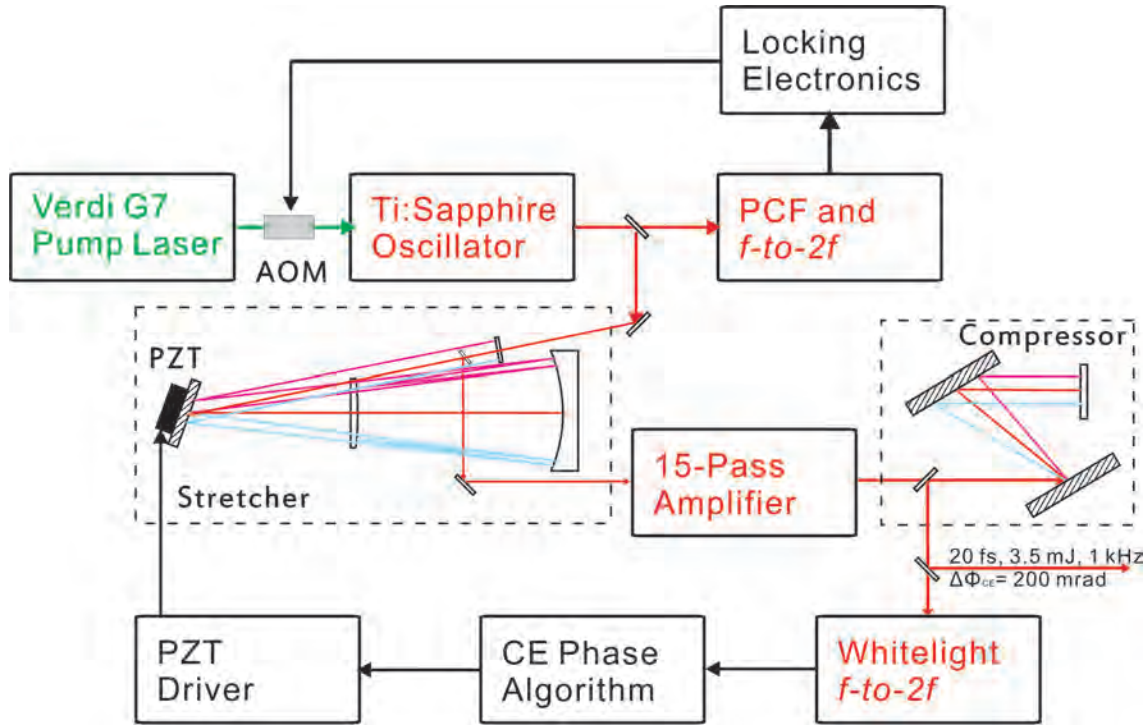 Locking
Electronics
Verdi G7
Pump Laser
AOM
Ti:Sapphire
Oscillator
PCF and
f-to-2f
PZT
Stretcher
Compressor
15-Pass
Amplifier
20 fs, 3.5 mJ, 1 kHz
ΔΦCE= 200 mrad
PZT
Driver
CE Phase
Algorithm
Whitelight
f-to-2f